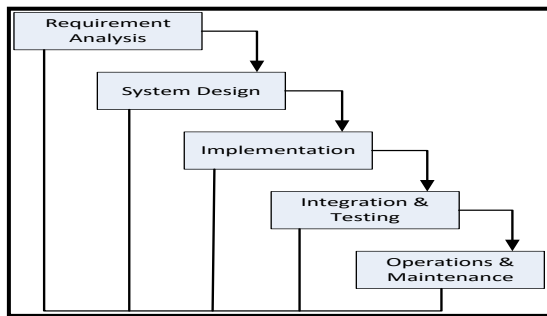 Requirement
Analysis
System Design
Implementation
Integration &
Testing
Operations &
Maintenance